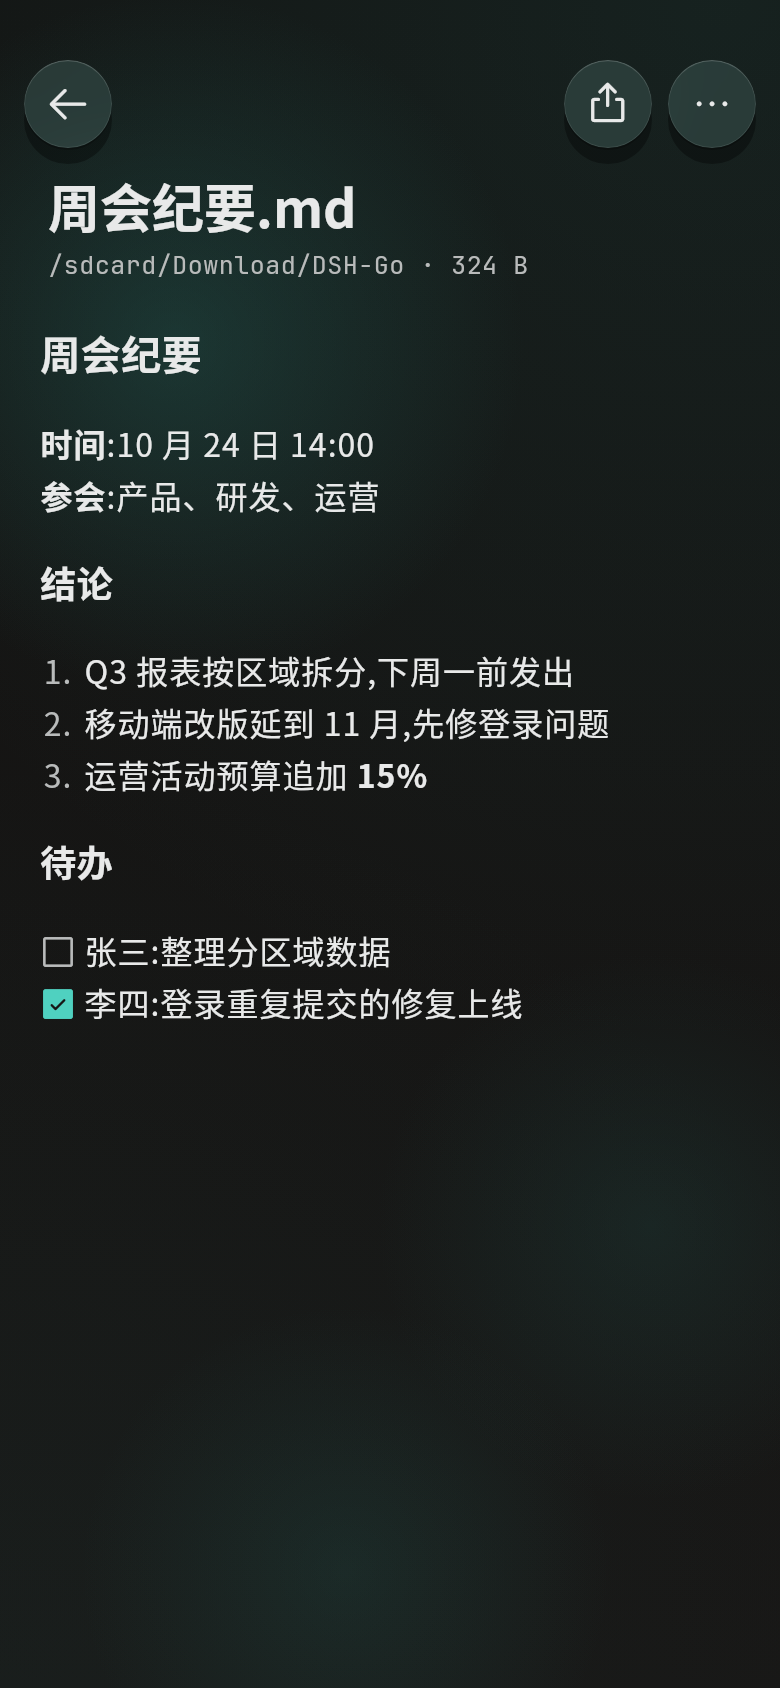 周会纪要.md
/sdcard/Download/DSH-Go · 324 B
周会纪要
时间:10 月 24 日 14:00
参会:产品、研发、运营
结论
1. Q3 报表按区域拆分,下周一前发出
2. 移动端改版延到 11 月,先修登录问题
3. 运营活动预算追加 15%
待办
张三:整理分区域数据
李四:登录重复提交的修复上线